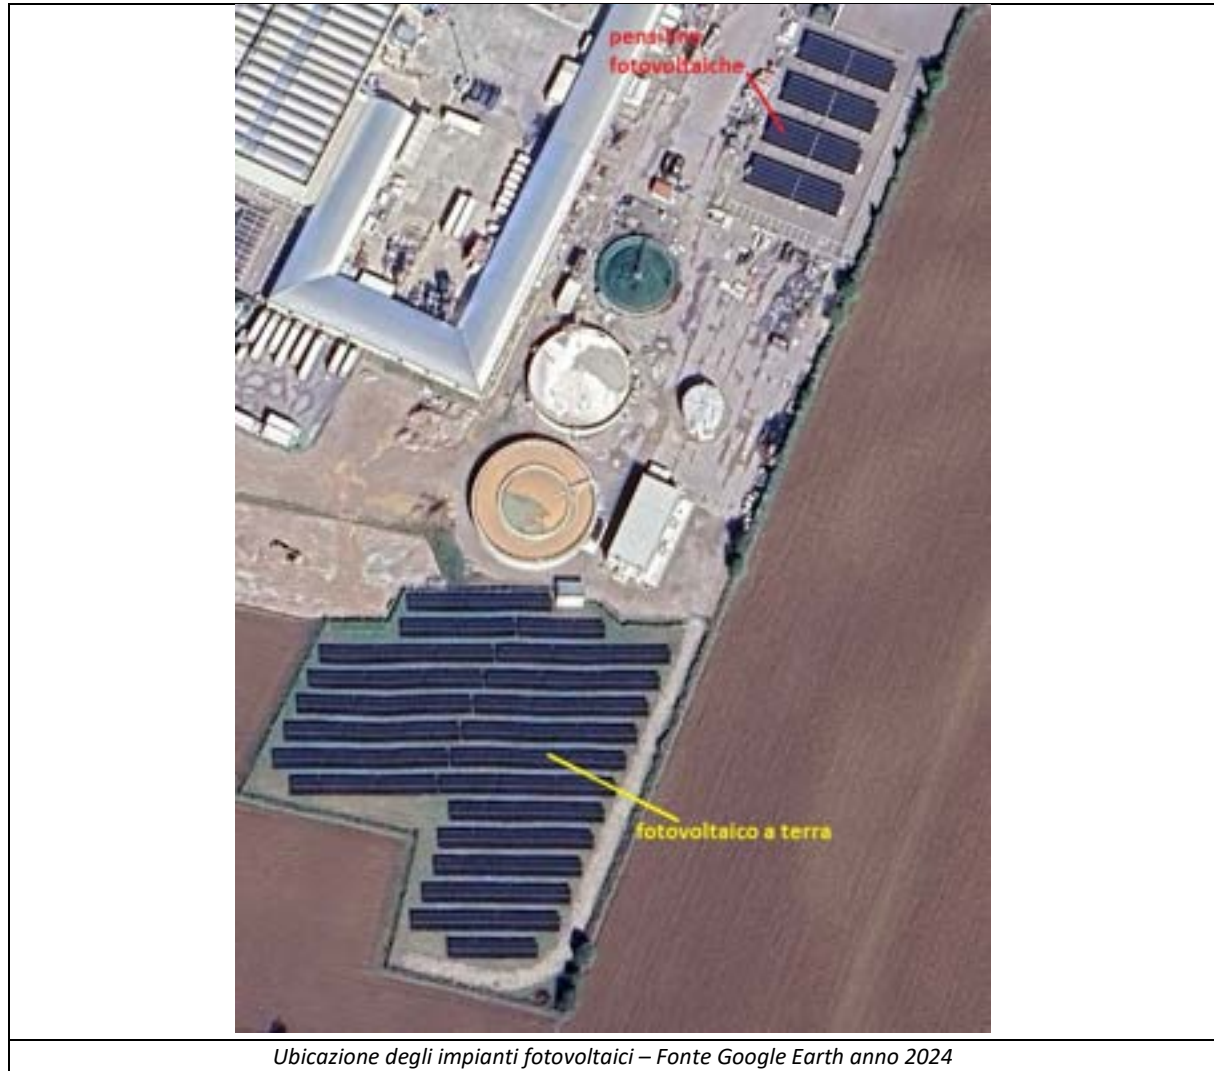 pensiline
fotovoltaiche
fotovoltaico a terra
Ubicazione degli impianti fotovoltaici – Fonte Google Earth anno 2024